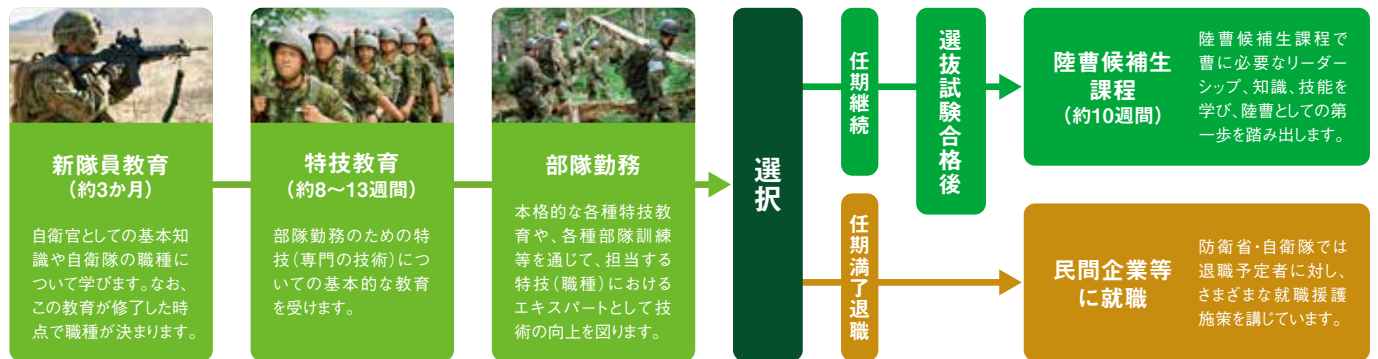 新隊員教育
（約3か月）
自衛官としての基本知
識や自衛隊の職種に
ついて学びます。なお、
この教育が修了した時
点で職種が決まります。
特技教育
（約8〜13週間）
部隊勤務のための特
技（専門の技術）につ
いての基本的な教育
を受けます。
部隊勤務
本格的な各種特技教
育や、各種部隊訓練
等を通じて、担当する
特技（職種）における
エキスパートとして技
術の向上を図ります。
選択
任期継続
選抜試験合格後
陸曹候補生
課程
（約10週間）
陸曹候補生課程で
曹に必要なリーダー
シップ、知識、技能を
学び、陸曹としての第
一歩を踏み出します。
任期満了退職
民間企業等
に就職
防衛省・自衛隊では
退職予定者に対し、
さまざまな就職援護
施策を講じています。